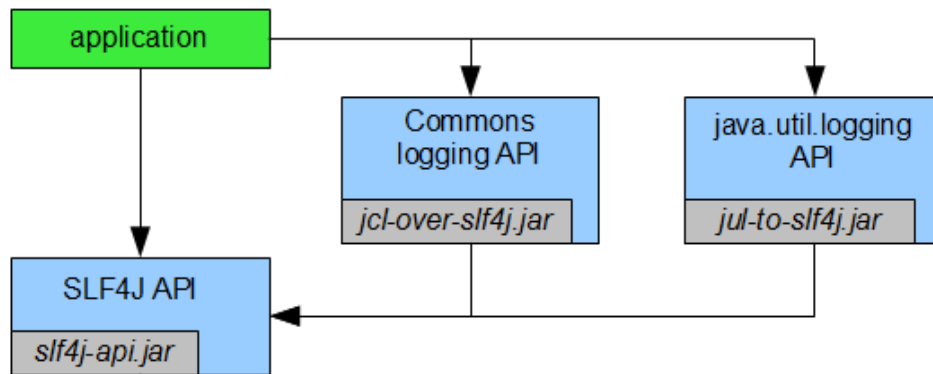 application
Commons
logging API
jcl-over-slf4j.jar
java.util.logging
API
jul-to-slf4j.jar
SLF4J API
slf4j-api.jar